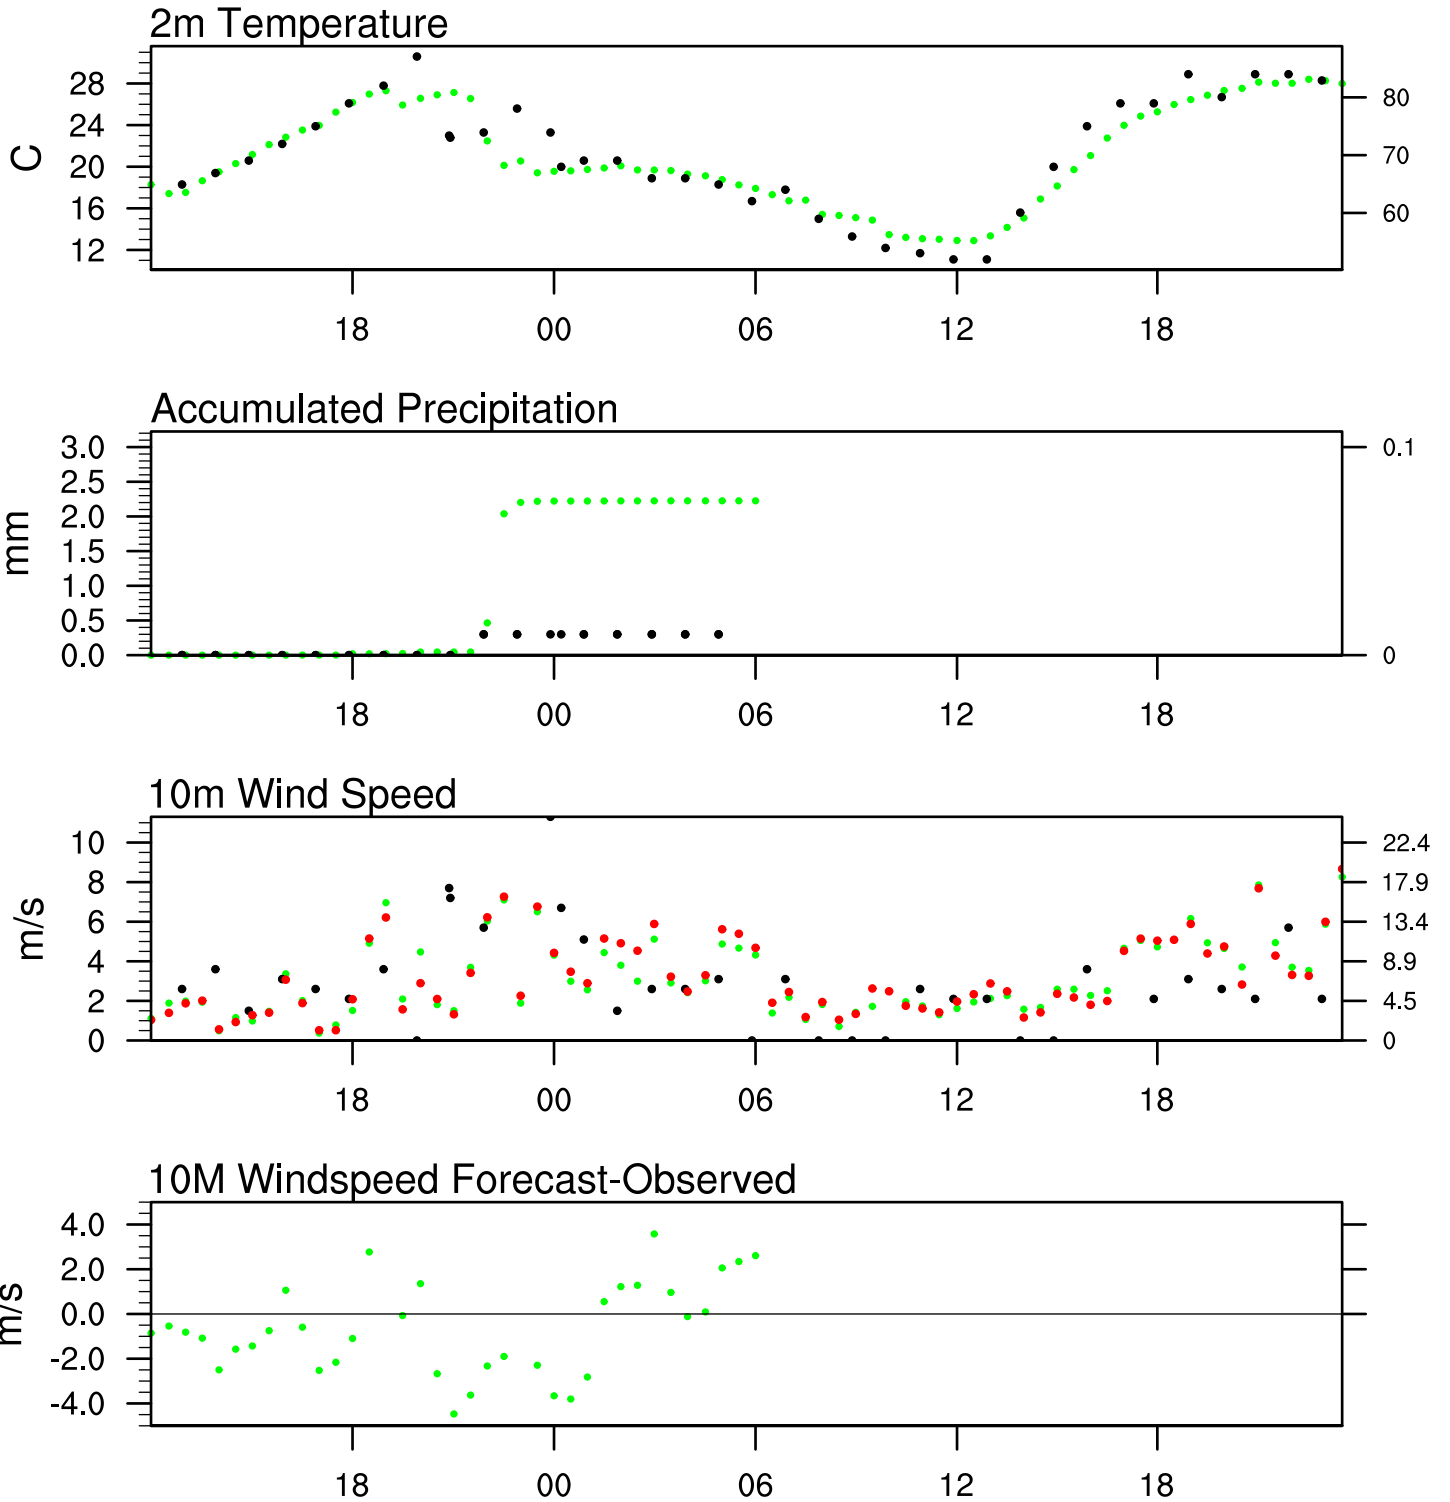 2m Temperature
C
28
24
20
16
12
80
70
60
18 00 06 12 18
Accumulated Precipitation
mm
3.0
2.5
2.0
1.5
1.0
0.5
0.0
0.1
0
18 00 06 12 18
10m Wind Speed
m/s
10
8
6
4
2
0
22.4
17.9
13.4
8.9
4.5
0
18 00 06 12 18
10M Windspeed Forecast-Observed
m/s
4.0
2.0
0.0
-2.0
-4.0
18 00 06 12 18